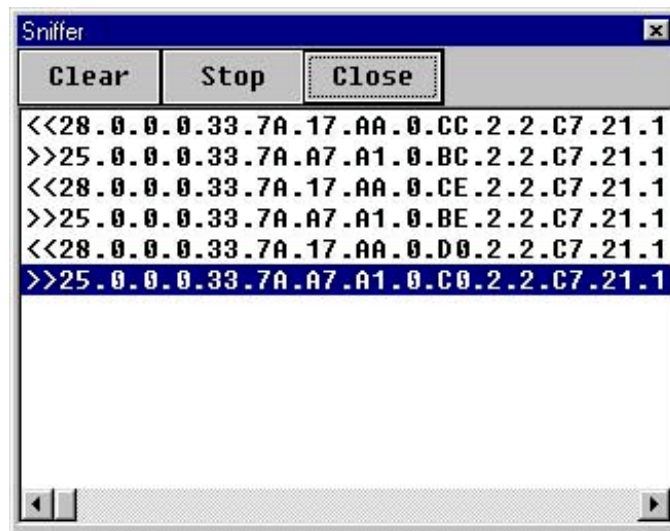 Sniffer
Clear Stop Close
<<28.0.0.0.33.7A.17.AA.0.CC.2.2.C7.21.1
>>25.0.0.0.33.7A.A7.A1.0.BC.2.2.C7.21.1
<<28.0.0.0.33.7A.17.AA.0.CE.2.2.C7.21.1
>>25.0.0.0.33.7A.A7.A1.0.BE.2.2.C7.21.1
<<28.0.0.0.33.7A.17.AA.0.D0.2.2.C7.21.1
>>25.0.0.0.33.7A.A7.A1.0.C0.2.2.C7.21.1